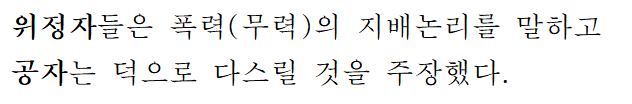 위정자들은 폭력(무력)의 지배논리를 말하고
공자는 덕으로 다스릴 것을 주장했다.